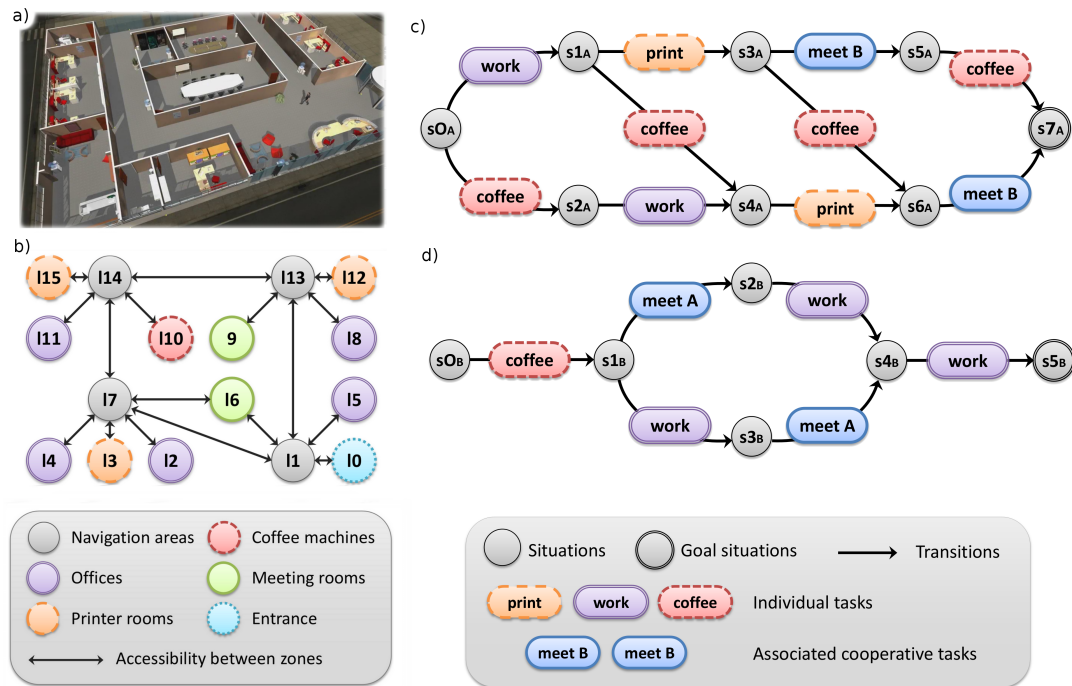 a)
b)
l15
l14
l13
l12
l11
l10
9
l8
l7
l6
l5
l4
l3
l2
l1
l0
Navigation areas
Coffee machines
Offices
Meeting rooms
Printer rooms
Entrance
Accessibility between zones
c)
s0A
work
s1A
print
s3A
meet B
s5A
coffee
coffee
coffee
s7A
coffee
s2A
work
s4A
print
s6A
meet B
d)
s0B
coffee
s1B
meet A
s2B
work
work
s3B
meet A
s4B
work
s5B
Situations
Goal situations
Transitions
print
work
coffee
Individual tasks
meet B
meet B
Associated cooperative tasks